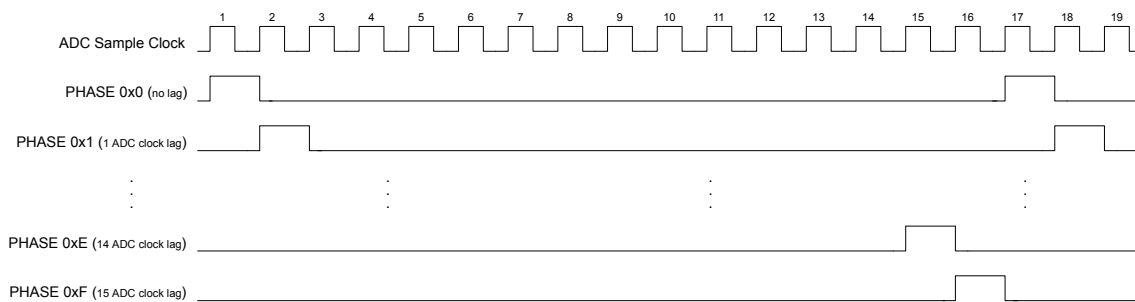 1 2 3 4 5 6 7 8 9 10 11 12 13 14 15 16 17 18 19
ADC Sample Clock
PHASE 0x0 (no lag)
PHASE 0x1 (1 ADC clock lag)
PHASE 0xE (14 ADC clock lag)
PHASE 0xF (15 ADC clock lag)